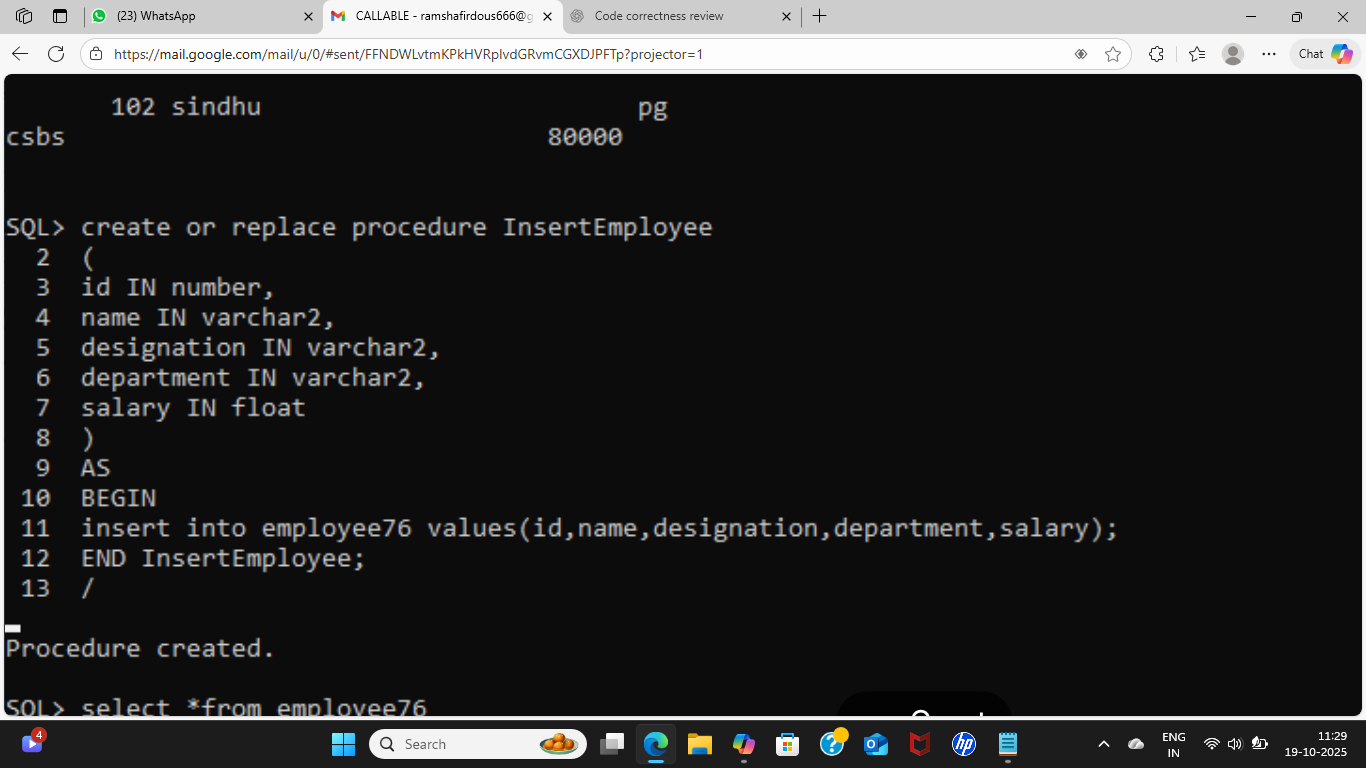 (23) WhatsApp
CALLABLE - ramshafirdous666@g
Code correctness review
https://mail.google.com/mail/u/0/#sent/FFNDWLvtmKPkHVRplvdGRvmCGXDJPFTp?projector=1
Chat
102 sindhu pg
csbs 80000
SQL> create or replace procedure InsertEmployee
2 (
3 id IN number,
4 name IN varchar2,
5 designation IN varchar2,
6 department IN varchar2,
7 salary IN float
8 )
9 AS
10 BEGIN
11 insert into employee76 values(id,name,designation,department,salary);
12 END InsertEmployee;
13 /
Procedure created.
SQL> select *from employee76
4
Search
hp
ENG
IN
11:29
19-10-2025